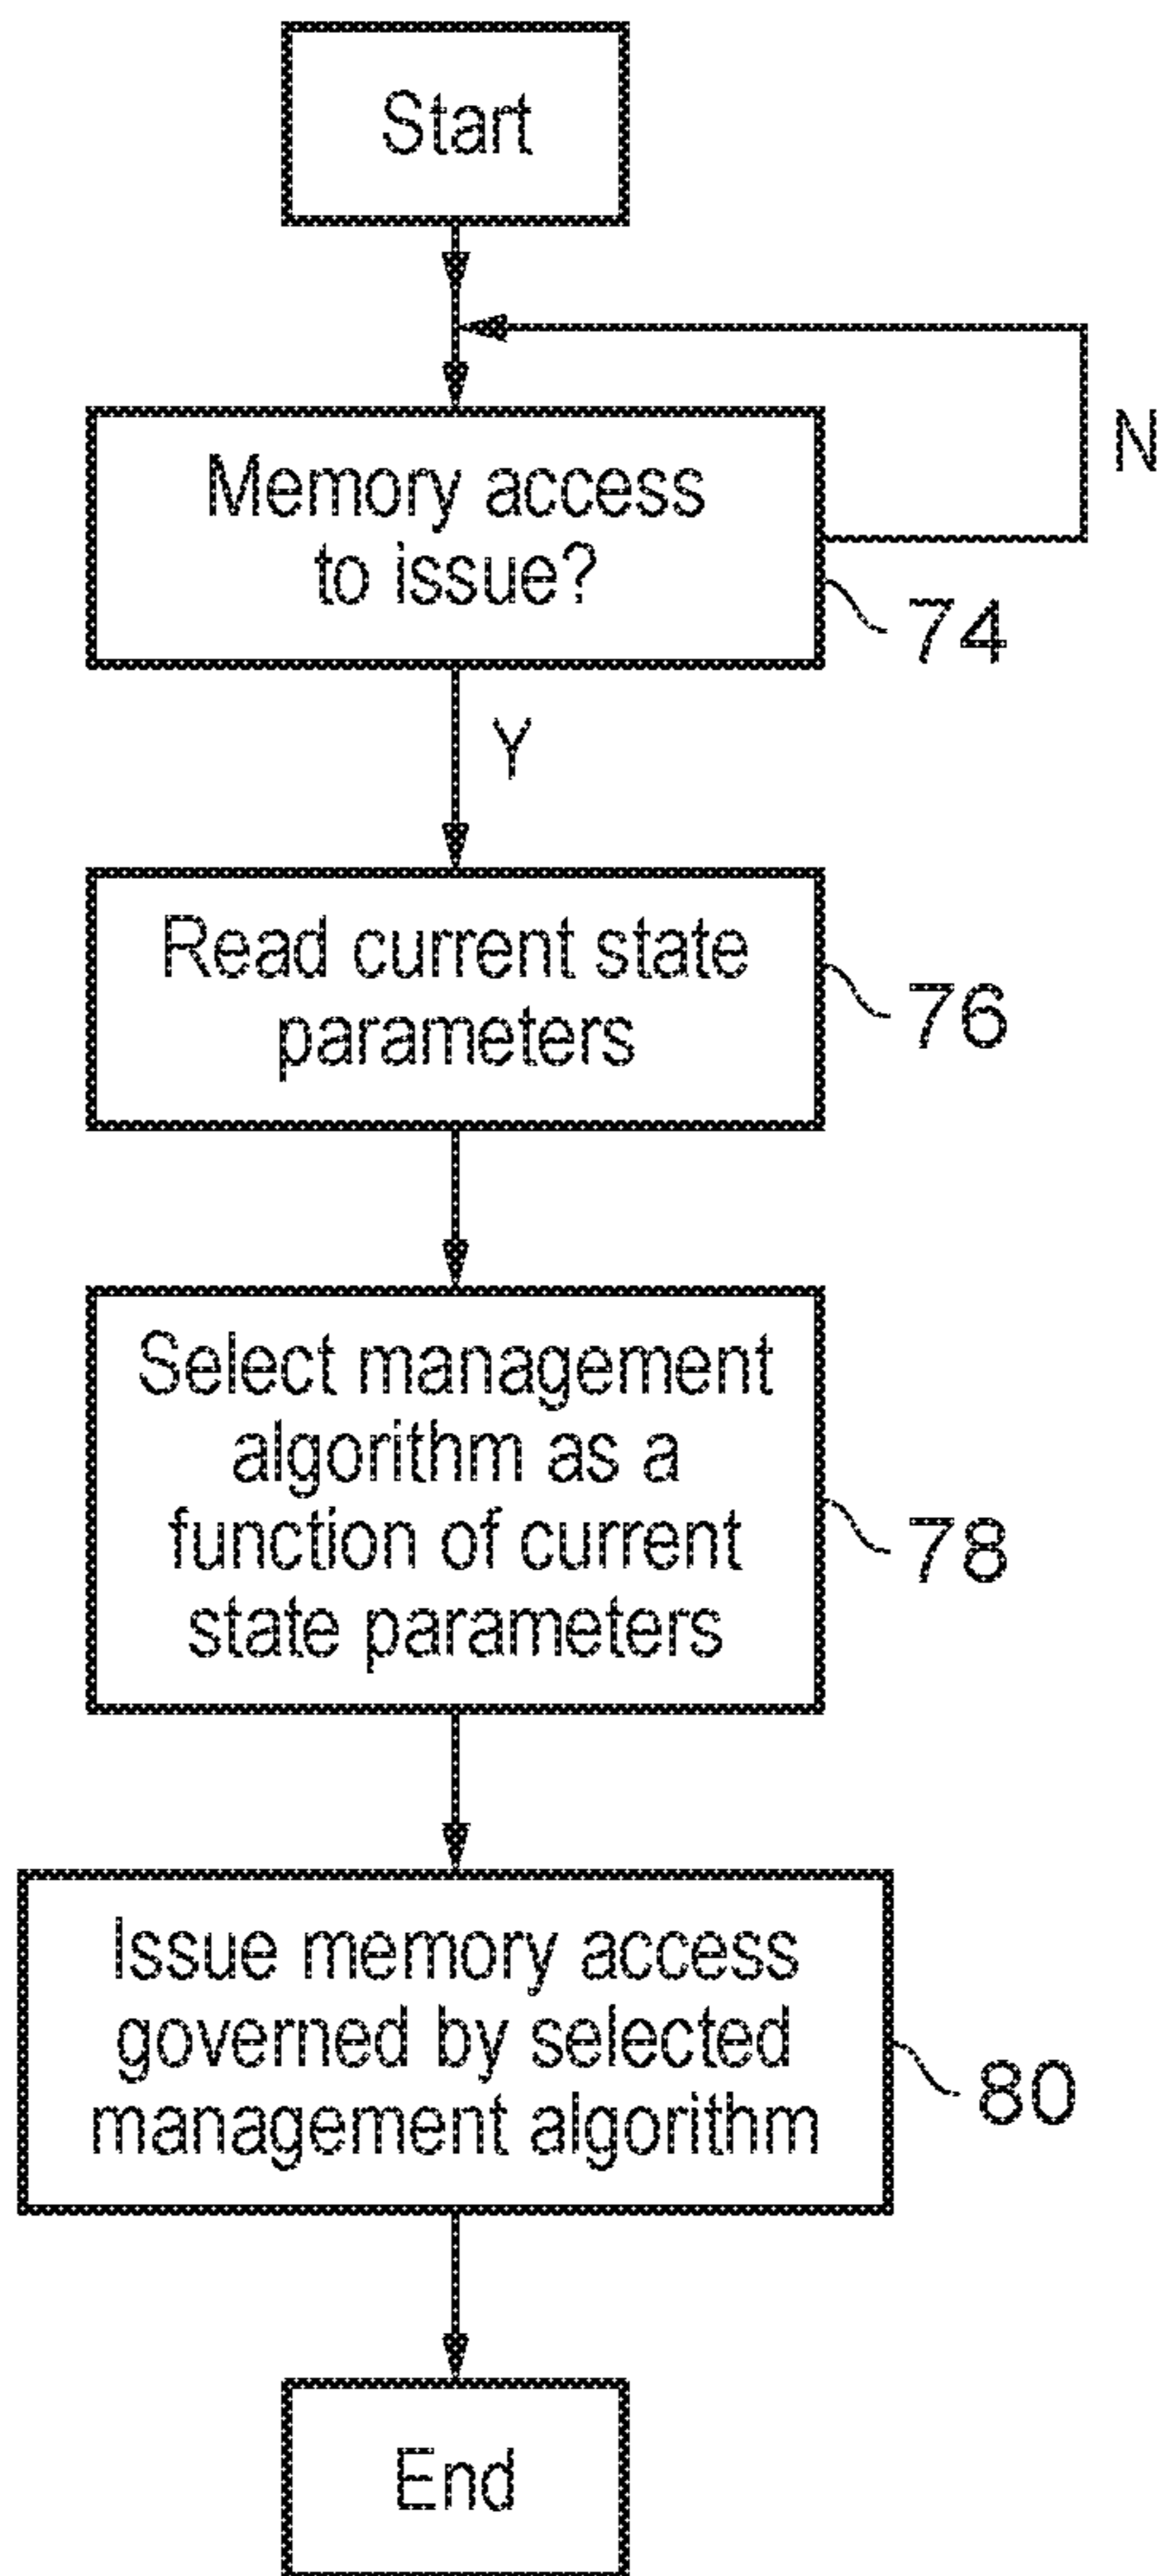 Start
N
Memory access
to issue?
74
Y
Read current state
parameters
76
Select management
algorithm as a
function of current
state parameters
78
Issue memory access
governed by selected
management algorithm
80
End